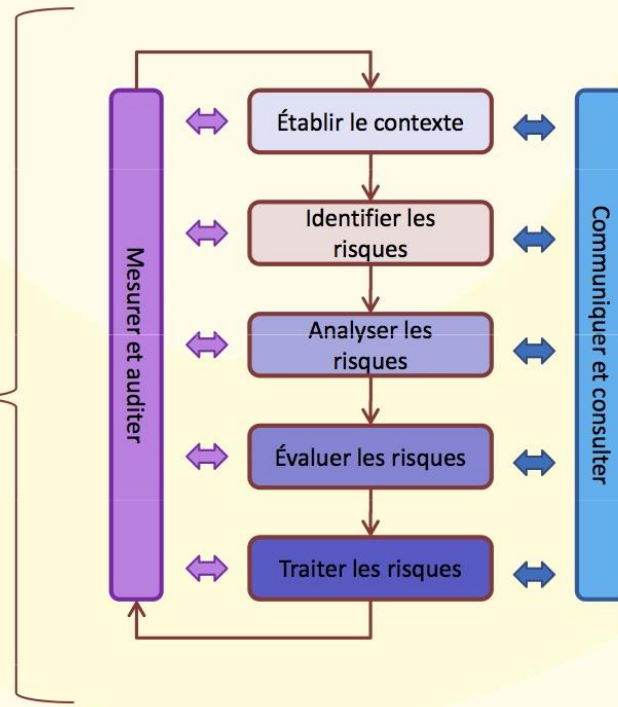 Établir le contexte
Identifier les
risques
Analyser les
risques
Évaluer les risques
Traiter les risques
Mesurer et auditer
Communiquer et consulter